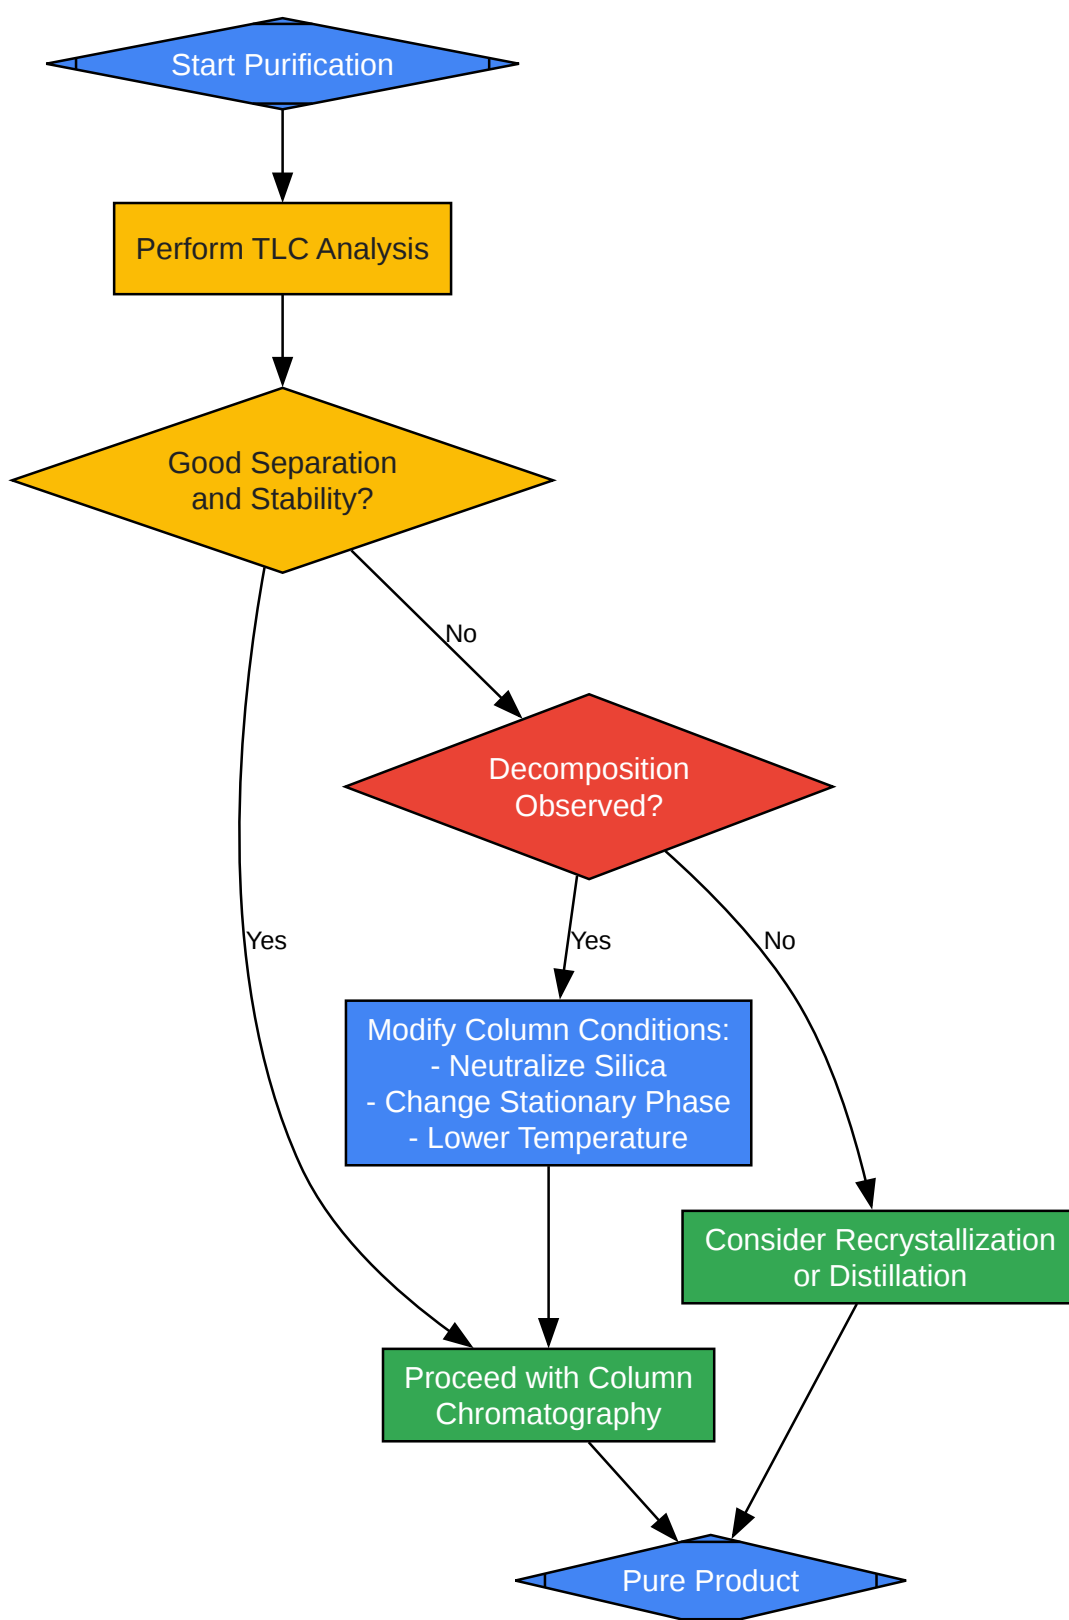 Start Purification
Perform TLC Analysis
Good Separation
and Stability?
No
Decomposition
Observed?
Yes
Yes
No
Modify Column Conditions:
- Neutralize Silica
- Change Stationary Phase
- Lower Temperature
Consider Recrystallization
or Distillation
Proceed with Column
Chromatography
Pure Product